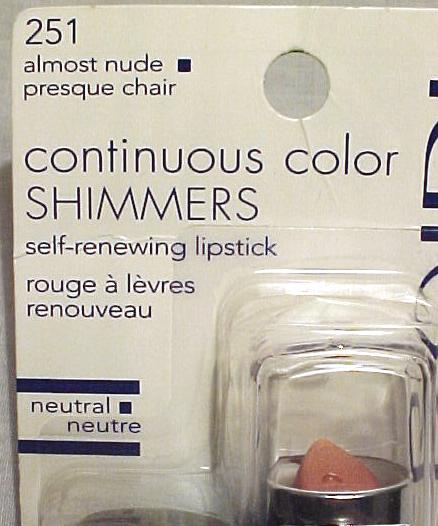 251
almost nude
presque chair
continuous color
SHIMMERS
self-renewing lipstick
rouge à lèvres
renouveau
neutral
neutre